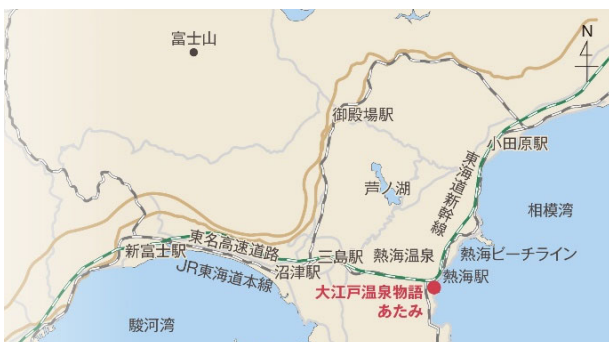 富士山
N
御殿場駅
小田原駅
東海道新幹線
芦ノ湖
相模湾
東名高速道路
新富士駅
三島駅
熱海温泉
熱海ビーチライン
沼津駅
JR東海道本線
熱海駅
大江戸温泉物語
あたみ
駿河湾